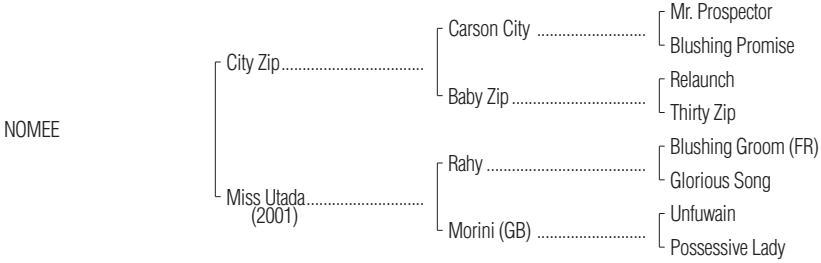 Mr. Prospector
Carson City ..........................
Blushing Promise
City Zip..................................
Relaunch
Baby Zip................................
Thirty Zip
NOMEE
Blushing Groom (FR)
Rahy ......................................
Glorious Song
Miss Utada............................
(2001)
Unfuwain
Morini (GB) ..........................
Possessive Lady